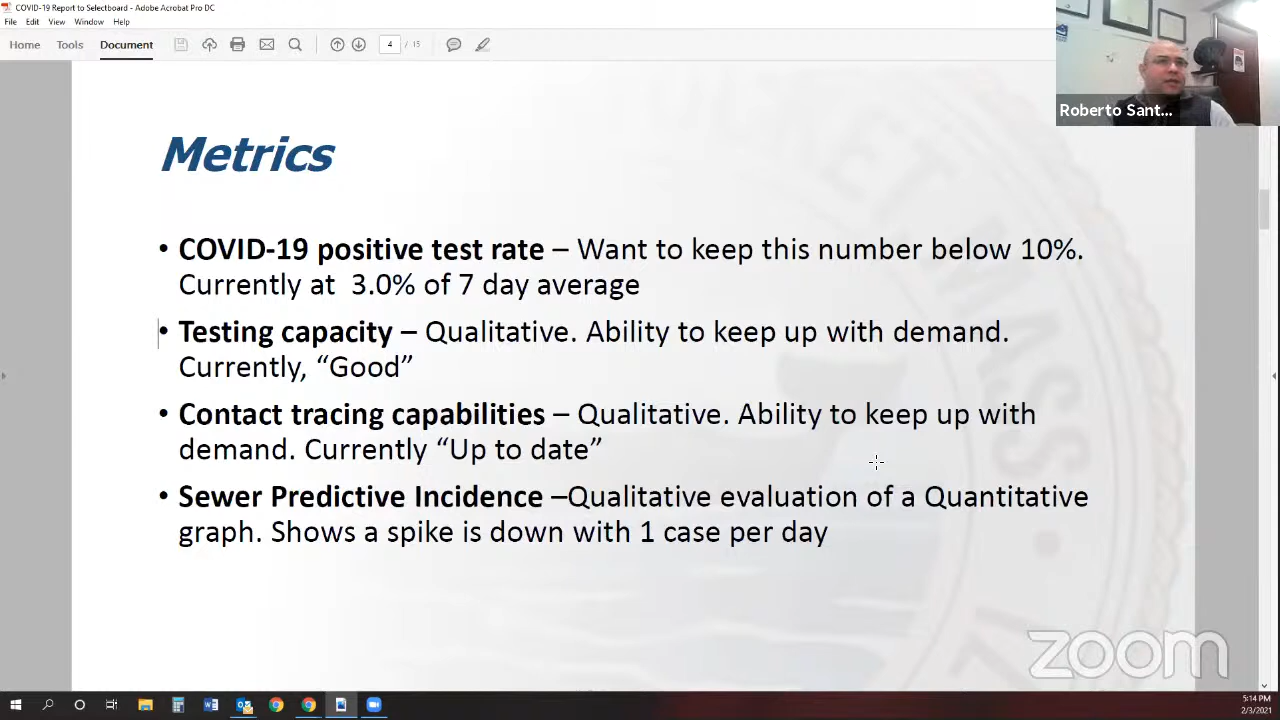 COVID-19 Report to Selectboard - Adobe Acrobat Pro DC
File Edit View Window Help
Home Tools Document 4 / 15
Roberto Sant...
Metrics
• COVID-19 positive test rate – Want to keep this number below 10%.
Currently at 3.0% of 7 day average
• Testing capacity – Qualitative. Ability to keep up with demand.
Currently, “Good”
• Contact tracing capabilities – Qualitative. Ability to keep up with
demand. Currently “Up to date”
• Sewer Predictive Incidence –Qualitative evaluation of a Quantitative
graph. Shows a spike is down with 1 case per day
zoom
5:14 PM
2/3/2021